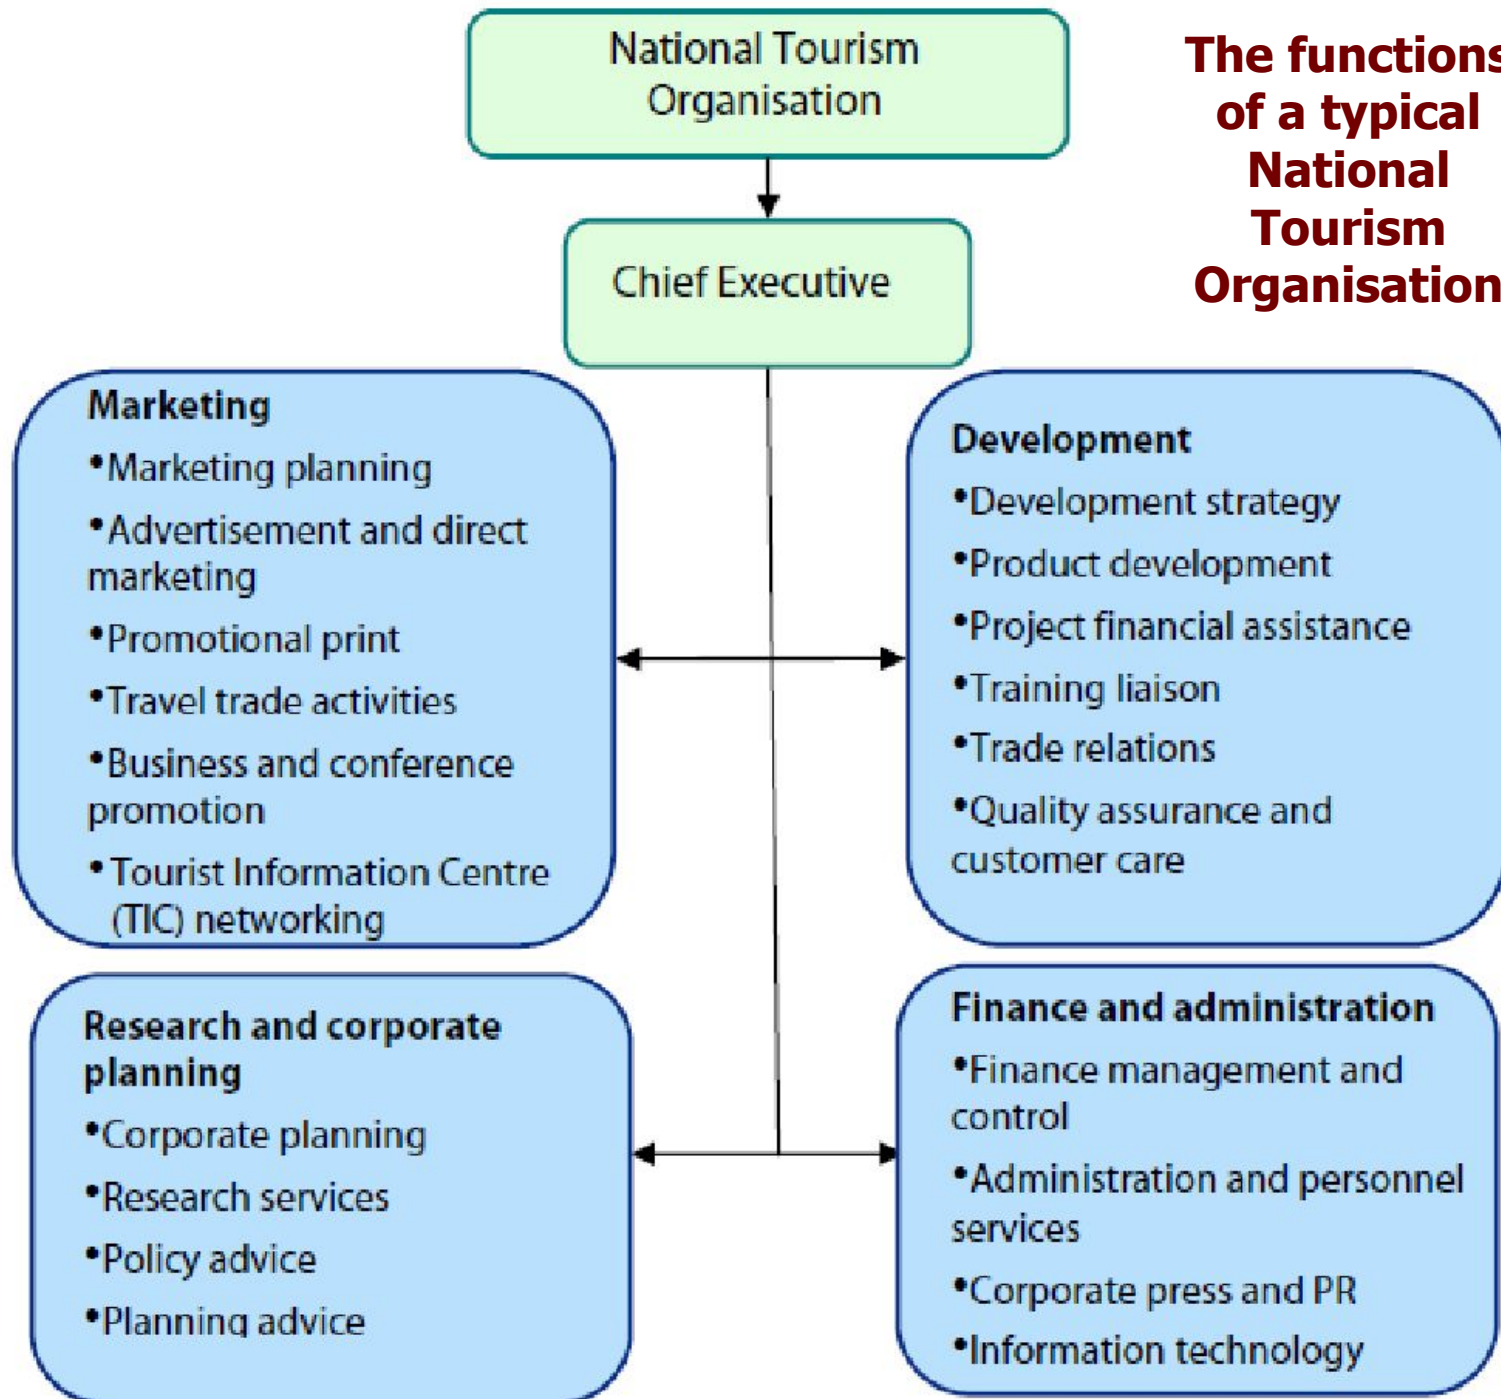 National Tourism
Organisation
The functions
of a typical
National
Tourism
Organisation
Chief Executive
Marketing
•Marketing planning
•Advertisement and direct
marketing
•Promotional print
•Travel trade activities
•Business and conference
promotion
• Tourist Information Centre
(TIC) networking
Development
•Development strategy
•Product development
•Project financial assistance
•Training liaison
•Trade relations
•Quality assurance and
customer care
Research and corporate
planning
•Corporate planning
•Research services
•Policy advice
•Planning advice
Finance and administration
•Finance management and
control
•Administration and personnel
services
•Corporate press and PR
•Information technology